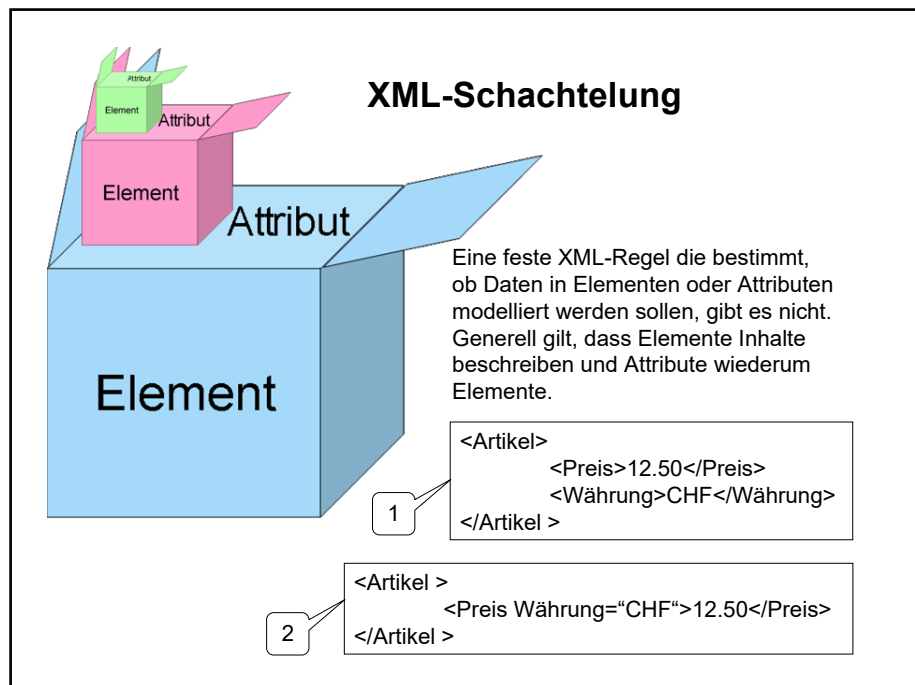 XML-Schachtelung
Attribut
Element
Attribut
Element
Attribut
Element
Eine feste XML-Regel die bestimmt,
ob Daten in Elementen oder Attributen
modelliert werden sollen, gibt es nicht.
Generell gilt, dass Elemente Inhalte
beschreiben und Attribute wiederum
Elemente.
<Artikel>
<Preis>12.50</Preis>
<Währung>CHF</Währung>
</Artikel >
1
<Artikel >
<Preis Währung=“CHF“>12.50</Preis>
</Artikel >
2